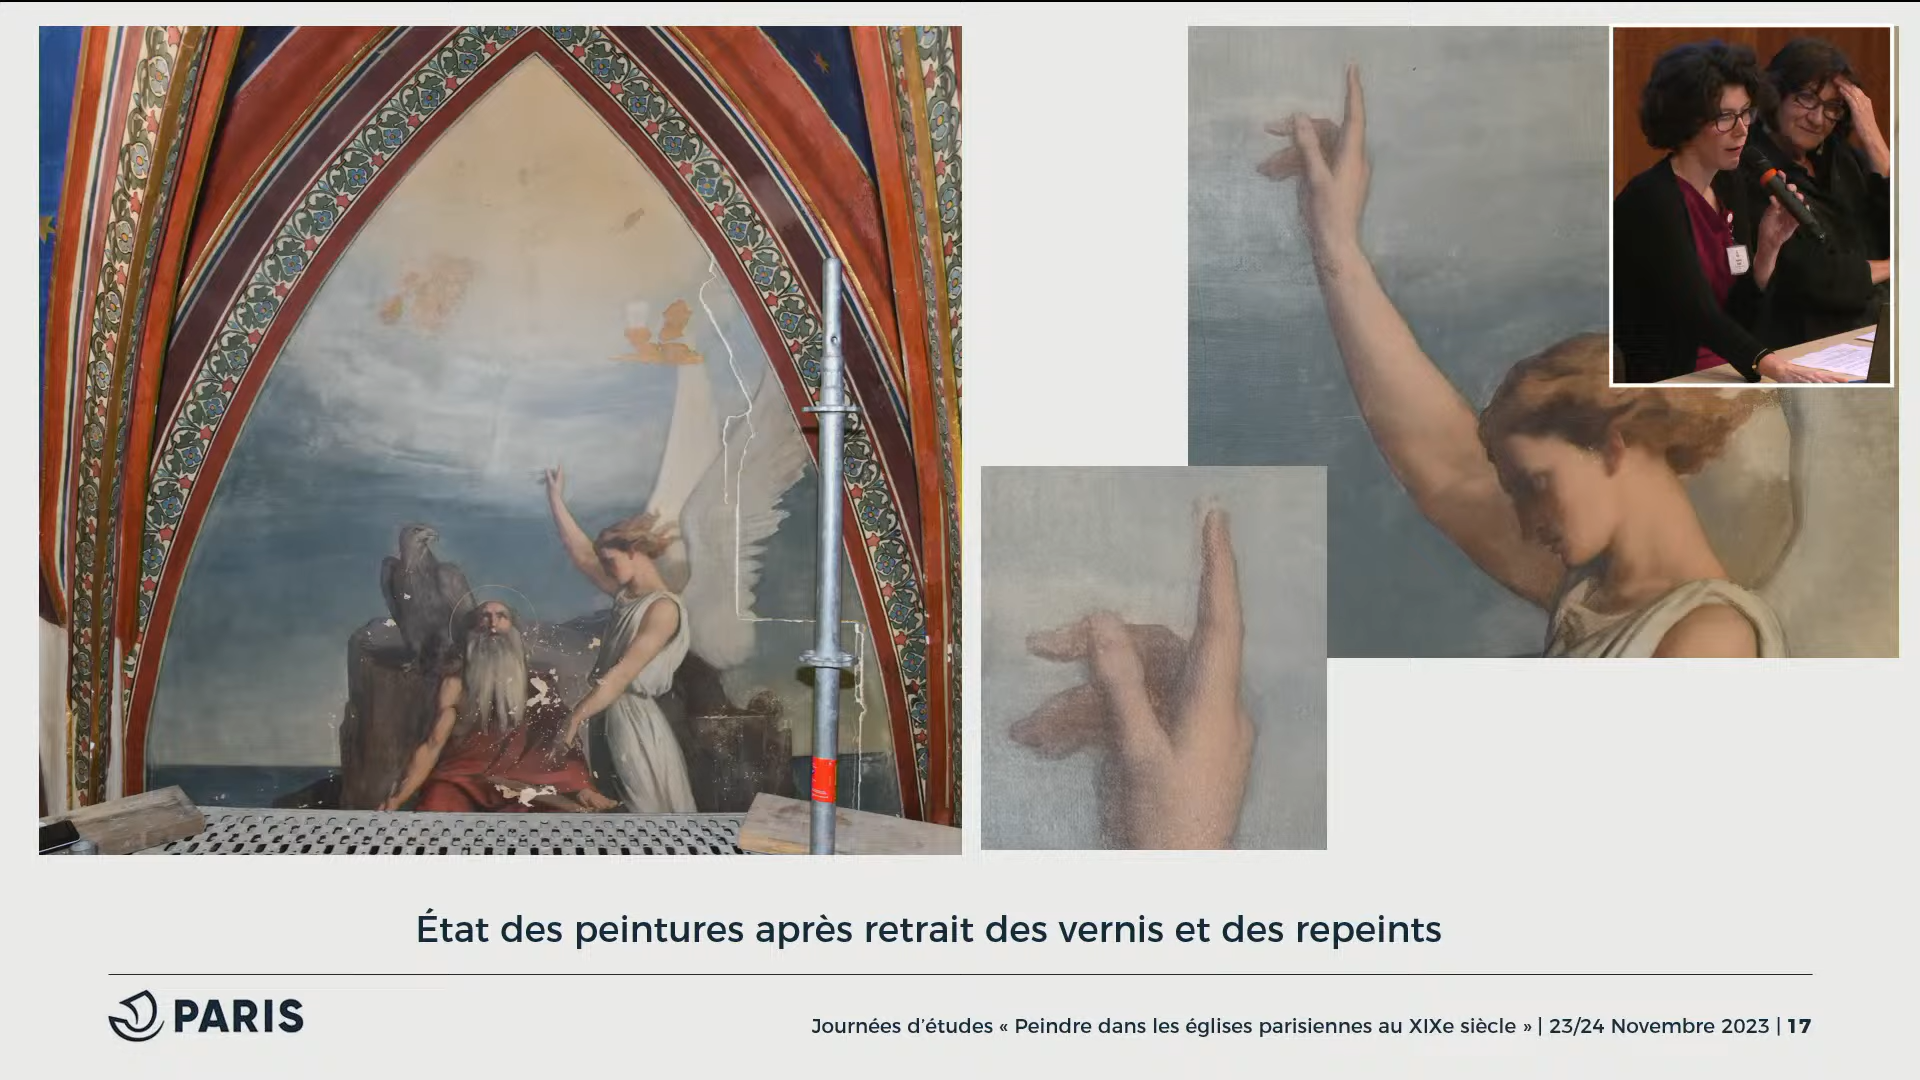 État des peintures après retrait des vernis et des repeints
PARIS
Journées d'études « Peindre dans les églises parisiennes au XIXe siècle » | 23/24 Novembre 2023 | 17